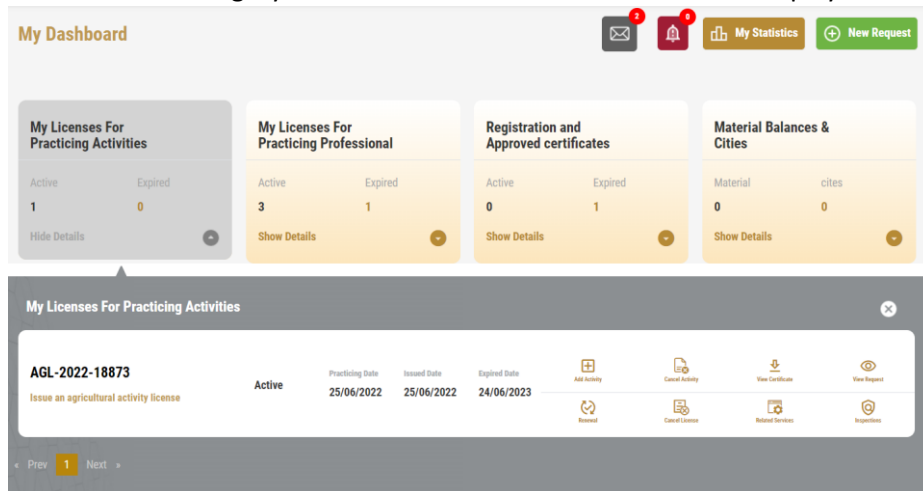 My Dashboard
2
0
My Statistics
New Request
My Licenses For
Practicing Activities
Active Expired
1 0
Hide Details
My Licenses For
Practicing Professional
Active Expired
3 1
Show Details
Registration and
Approved certificates
Active Expired
0 1
Show Details
Material Balances &
Cities
Material cites
0 0
Show Details
My Licenses For Practicing Activities
AGL-2022-18873
Issue an agricultural activity license
Active
Practicing Date
25/06/2022
Issued Date
25/06/2022
Expired Date
24/06/2023
Add Activity
Cancel Activity
View Certificate
View Request
Renewal
Cancel License
Related Services
Inspections
« Prev 1 Next »